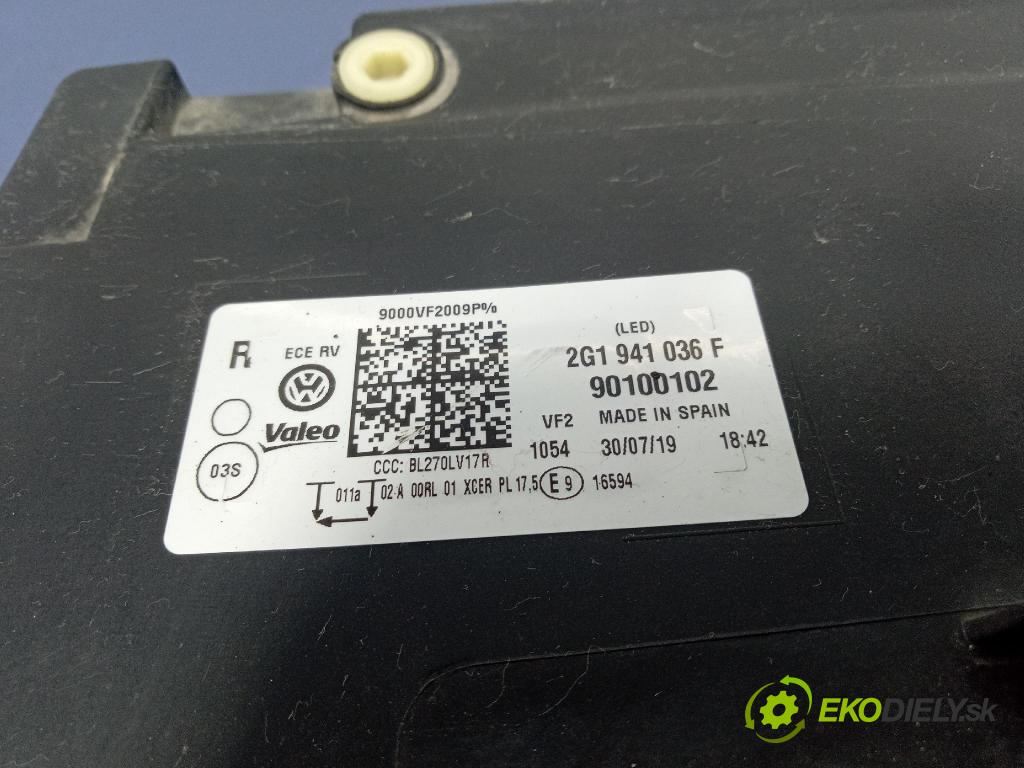 9000VF2009P%
R
ECE RV
(LED)
2G1 941 036 F
90100102
VW
Valeo
VF2 MADE IN SPAIN
1054 30/07/19 18:42
03S
CCC: BL270LV17R
011a 02-A 00RL 01 XCER PL 17,5 E 9 16594
EKODIELY.sk